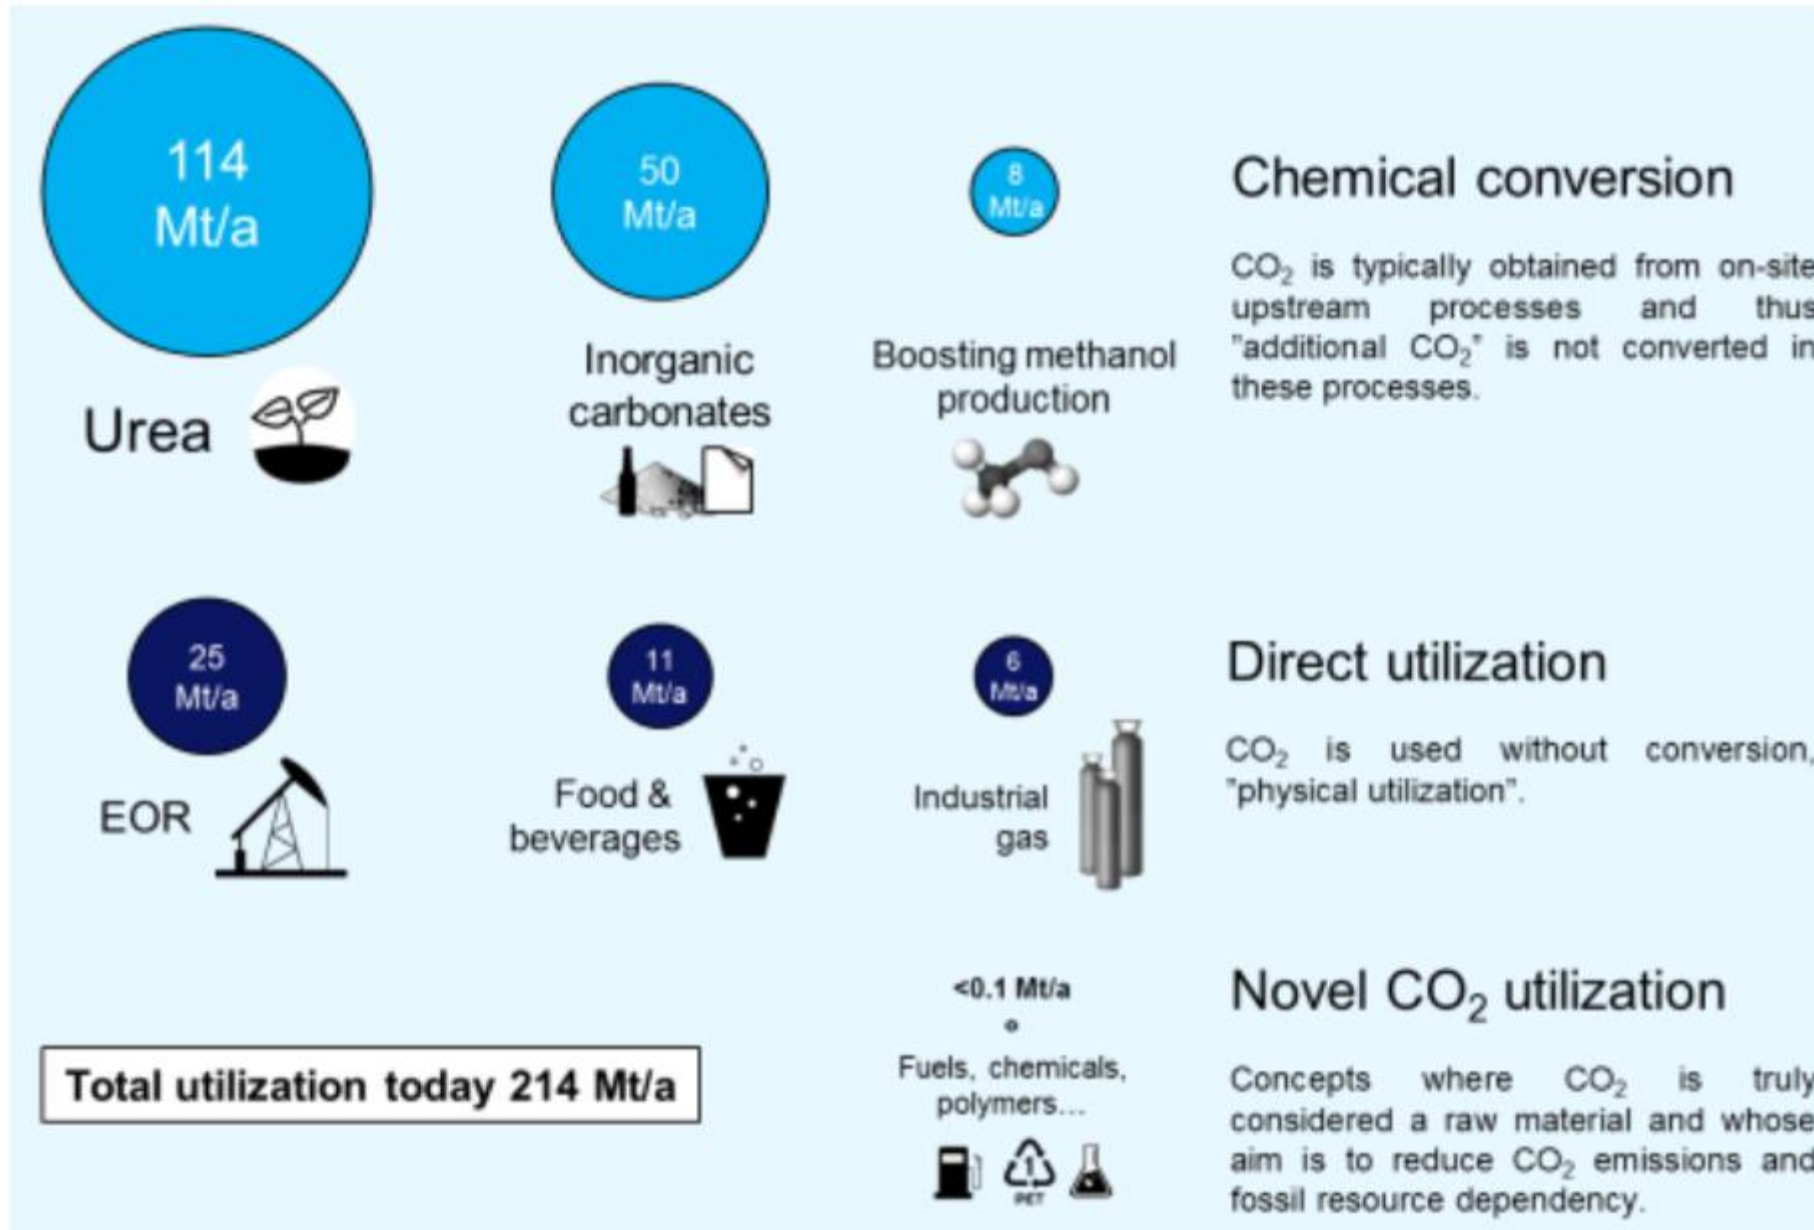 114
Mt/a
50
Mt/a
8
Mt/a
Chemical conversion
CO₂ is typically obtained from on-site
upstream processes and thus
"additional CO₂" is not converted in
these processes.
Urea
Inorganic
carbonates
Boosting methanol
production
25
Mt/a
11
Mt/a
6
Mt/a
Direct utilization
CO₂ is used without conversion,
"physical utilization".
EOR
Food &
beverages
Industrial
gas
<0.1 Mt/a
Fuels, chemicals,
polymers...
1
PET
Novel CO₂ utilization
Concepts where CO₂ is truly
considered a raw material and whose
aim is to reduce CO₂ emissions and
fossil resource dependency.
Total utilization today 214 Mt/a